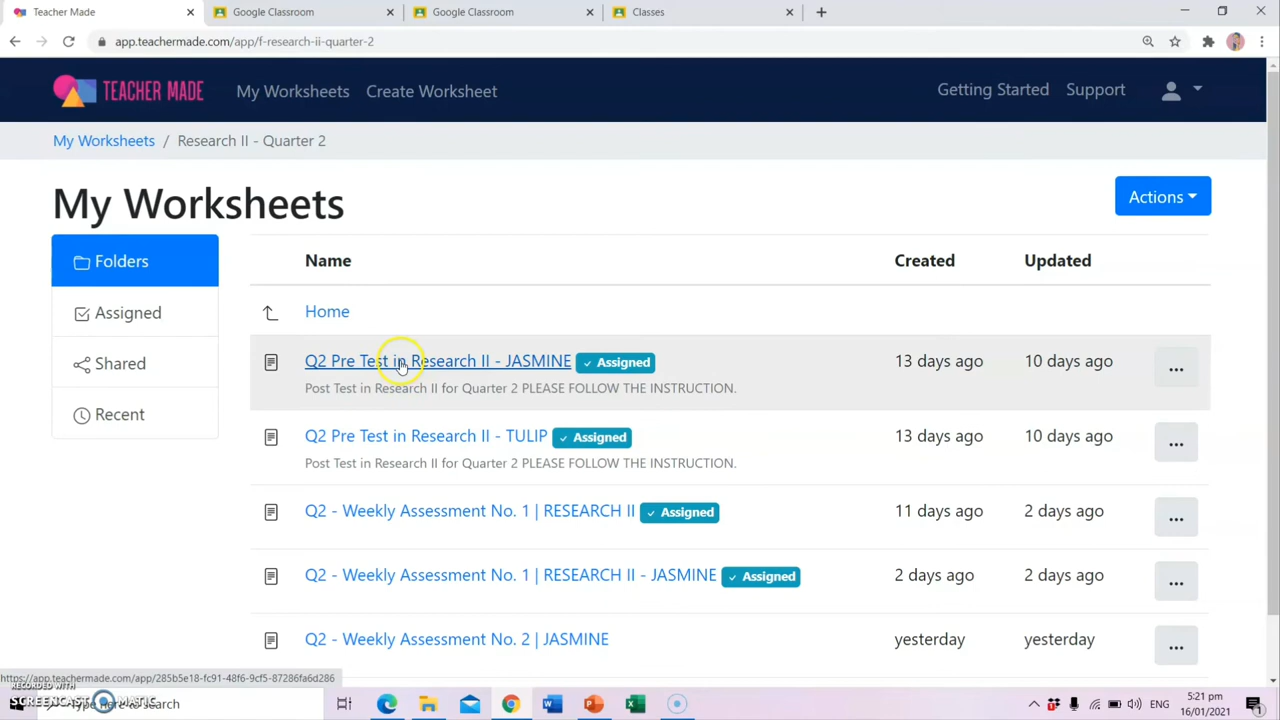 Teacher Made
Google Classroom
Google Classroom
Classes
app.teachermade.com/app/f-research-ii-quarter-2
TEACHER MADE
My Worksheets
Create Worksheet
Getting Started
Support
My Worksheets / Research II - Quarter 2
My Worksheets
Actions
Folders
Assigned
Shared
Recent
Name Created Updated
Home
Q2 Pre Test in Research II - JASMINE Assigned 13 days ago 10 days ago ...
Post Test in Research II for Quarter 2 PLEASE FOLLOW THE INSTRUCTION.
Q2 Pre Test in Research II - TULIP Assigned 13 days ago 10 days ago ...
Post Test in Research II for Quarter 2 PLEASE FOLLOW THE INSTRUCTION.
Q2 - Weekly Assessment No. 1 | RESEARCH II Assigned 11 days ago 2 days ago ...
Q2 - Weekly Assessment No. 1 | RESEARCH II - JASMINE Assigned 2 days ago 2 days ago ...
Q2 - Weekly Assessment No. 2 | JASMINE yesterday yesterday ...
https://app.teachermade.com/app/285b5e18-fc91-48f6-9cf5-87286fa6d286
RECORDED WITH
SCREENCAST MATIC
Type here to search
ENG
5:21 pm
16/01/2021
1